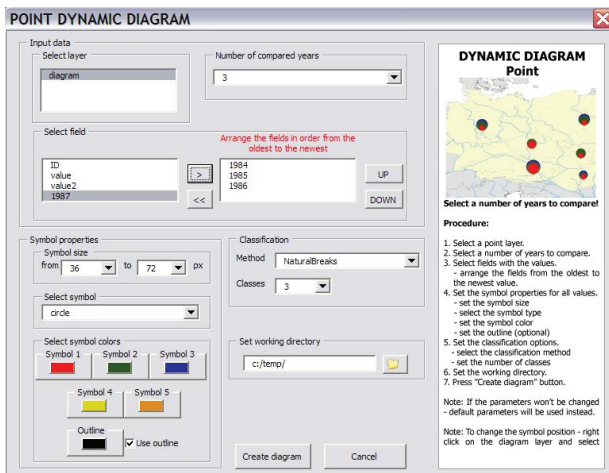 POINT DYNAMIC DIAGRAM
Input data
Select layer
diagram
Number of compared years
3
Select field
ID
value
value2
1987
>
<<
Arrange the fields in order from the
oldest to the newest
1984
1985
1986
UP
DOWN
Symbol properties
Symbol size
from 36 to 72 px
Select symbol
circle
Select symbol colors
Symbol 1 Symbol 2 Symbol 3
Symbol 4 Symbol 5
Outline
Use outline
Classification
Method NaturalBreaks
Classes 3
Set working directory
c:/temp/
Create diagram
Cancel
DYNAMIC DIAGRAM
Point
Select a number of years to compare!
Procedure:
1. Select a point layer.
2. Select a number of years to compare.
3. Select fields with the values.
- arrange the fields from the oldest to
the newest value.
4. Set the symbol properties for all values.
- set the symbol size
- select the symbol type
- set the symbol color
- set the outline (optional)
5. Set the classification options.
- select the classification method
- set the number of classes
6. Set the working directory.
7. Press "Create diagram" button.
Note: If the parameters won't be changed
- default parameters will be used instead.
Note: To change the symbol position - right
click on the diagram layer and select